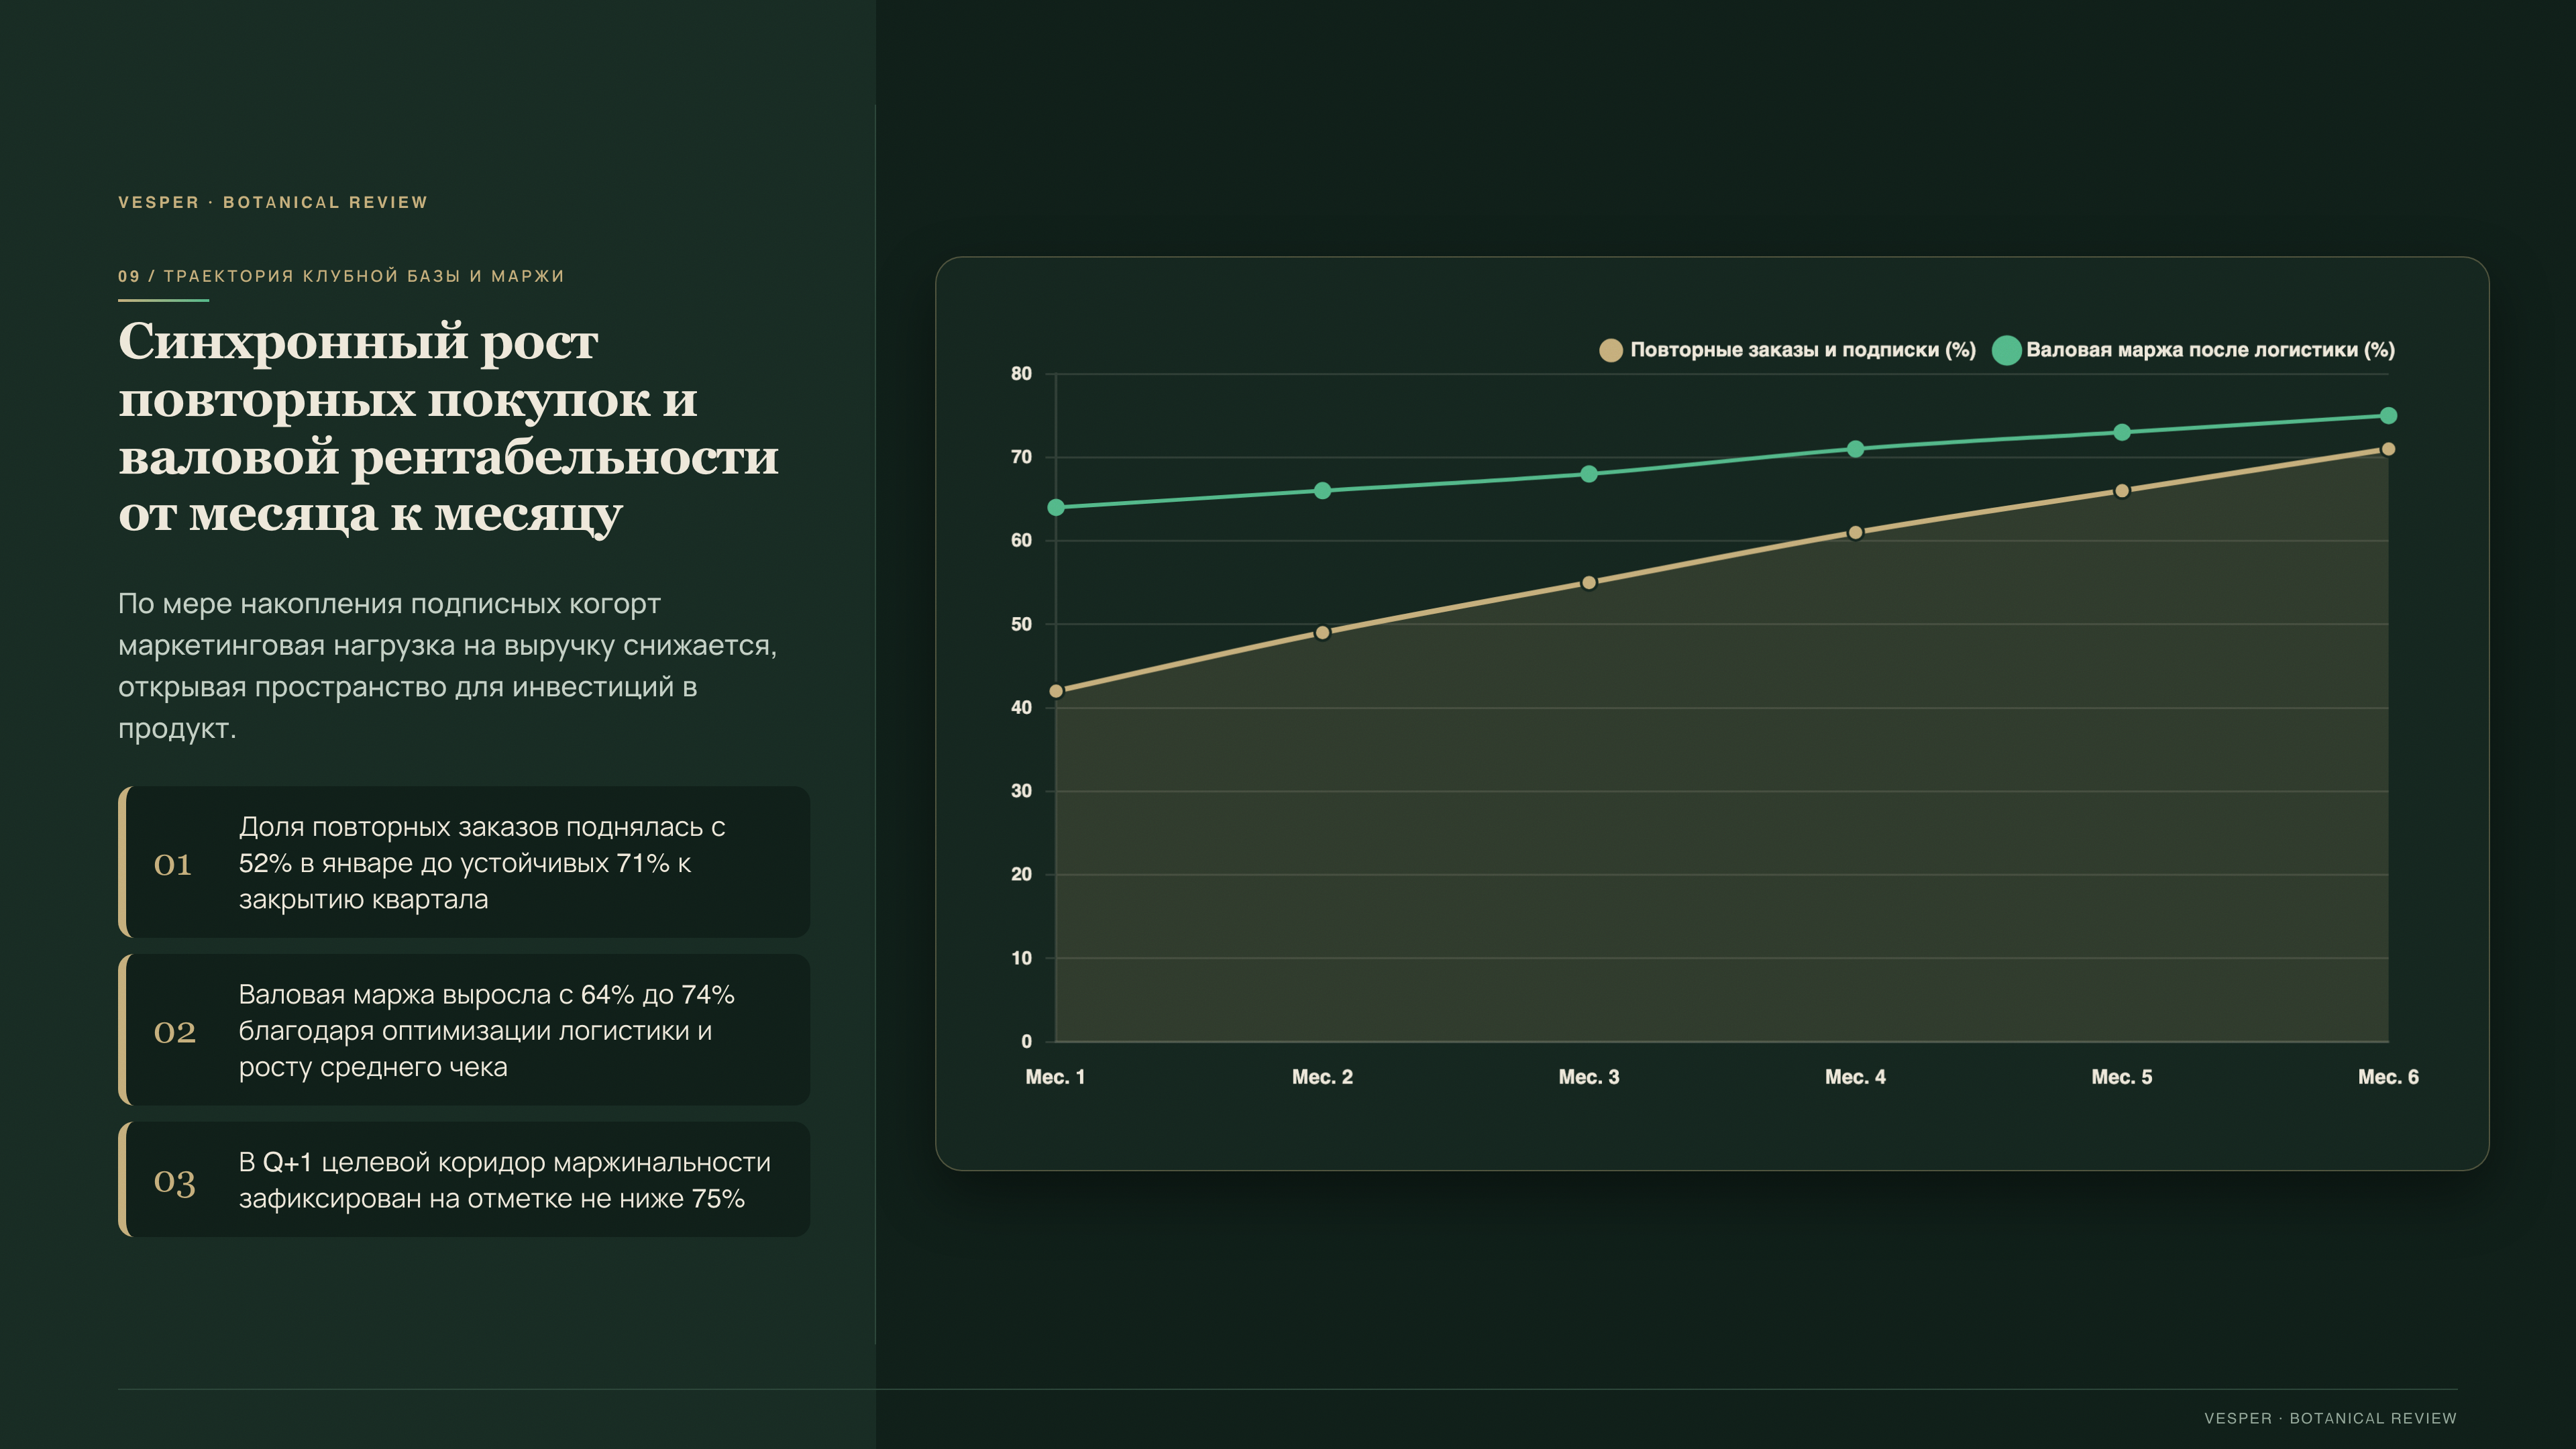 VESPER · BOTANICAL REVIEW
09 / ТРАЕКТОРИЯ КЛУБНОЙ БАЗЫ И МАРЖИ
Синхронный рост
повторных покупок и
валовой рентабельности
от месяца к месяцу
По мере накопления подписных когорт
маркетинговая нагрузка на выручку снижается,
открывая пространство для инвестиций в
продукт.
01
Доля повторных заказов поднялась с
52% в январе до устойчивых 71% к
закрытию квартала
02
Валовая маржа выросла с 64% до 74%
благодаря оптимизации логистики и
росту среднего чека
03
В Q+1 целевой коридор маржинальности
зафиксирован на отметке не ниже 75%
Повторные заказы и подписки (%) Валовая маржа после логистики (%)
80
70
60
50
40
30
20
10
0
Мес. 1 Мес. 2 Мес. 3 Мес. 4 Мес. 5 Мес. 6
VESPER · BOTANICAL REVIEW